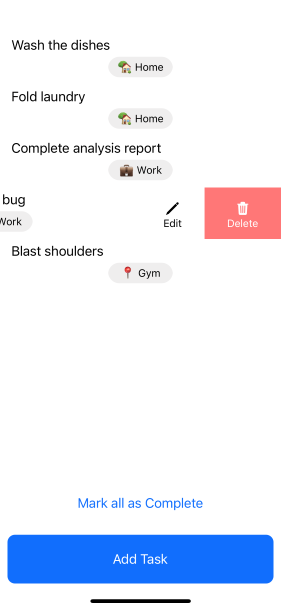 Wash the dishes
Home
Fold laundry
Home
Complete analysis report
Work
bug
Work
Edit
Delete
Blast shoulders
Gym
Mark all as Complete
Add Task